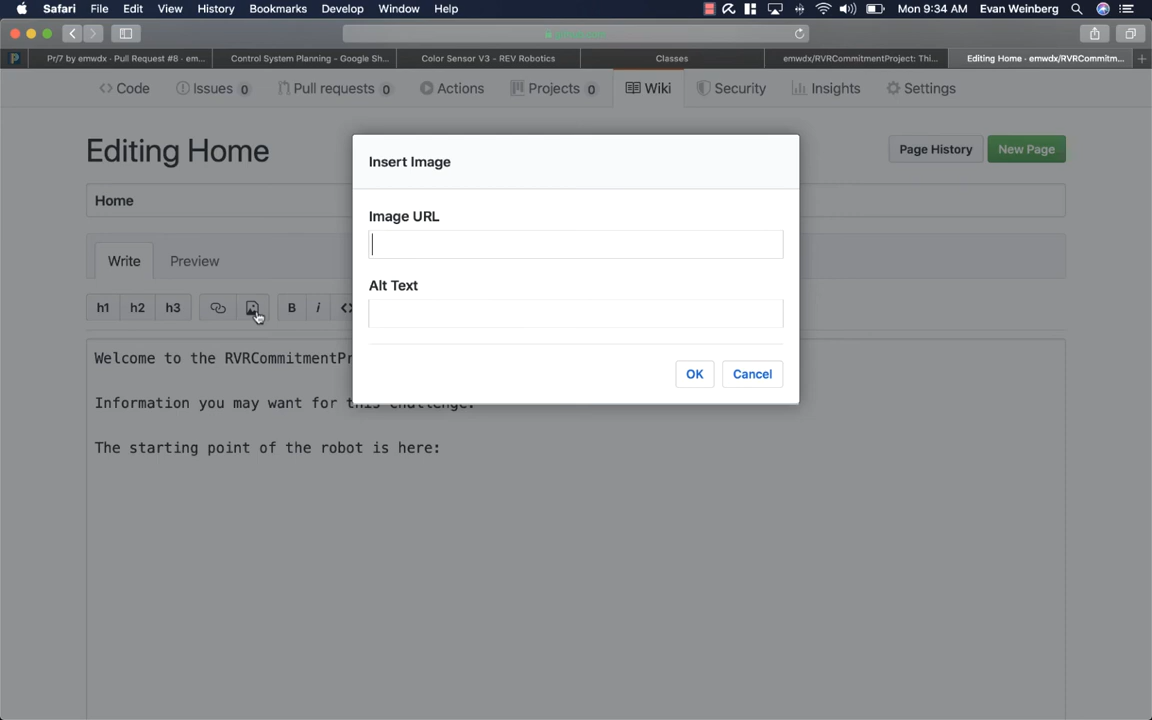 Safari File Edit View History Bookmarks Develop Window Help Mon 9:34 AM Evan Weinberg
Pr/7 by emwdx · Pull Request #8 · em... Control System Planning - Google Sh... Color Sensor V3 - REV Robotics Classes emwdx/RVRCommitmentProject: Thi... Editing Home · emwdx/RVRCommitm...
Code Issues 0 Pull requests 0 Actions Projects 0 Wiki Security Insights Settings
Editing Home
Page History New Page
Home
Write Preview
h1 h2 h3 B i <>
Welcome to the RVRCommitmentPr
Information you may want for this challenge:
The starting point of the robot is here:
Insert Image
Image URL
Alt Text
OK Cancel